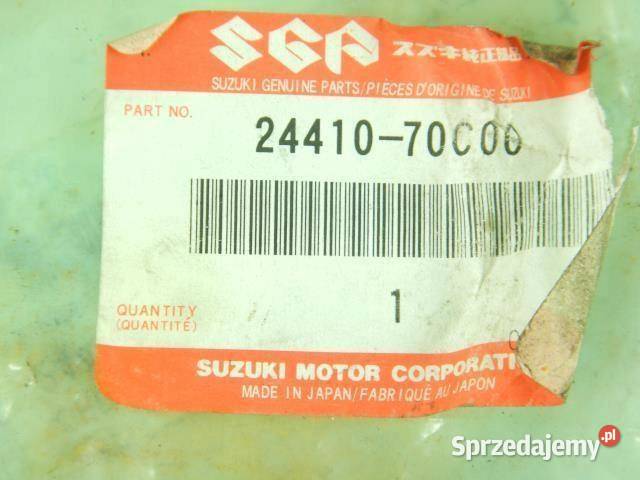 SGP スズキ純正部品
SUZUKI GENUINE PARTS/PIÈCES D'ORIGINE DE SUZUKI
PART NO.
24410-70C00
QUANTITY
(QUANTITÉ)
1
SUZUKI MOTOR CORPORATI
MADE IN JAPAN/FABRIQUÉ AU JAPON
Sprzedajemy.pl